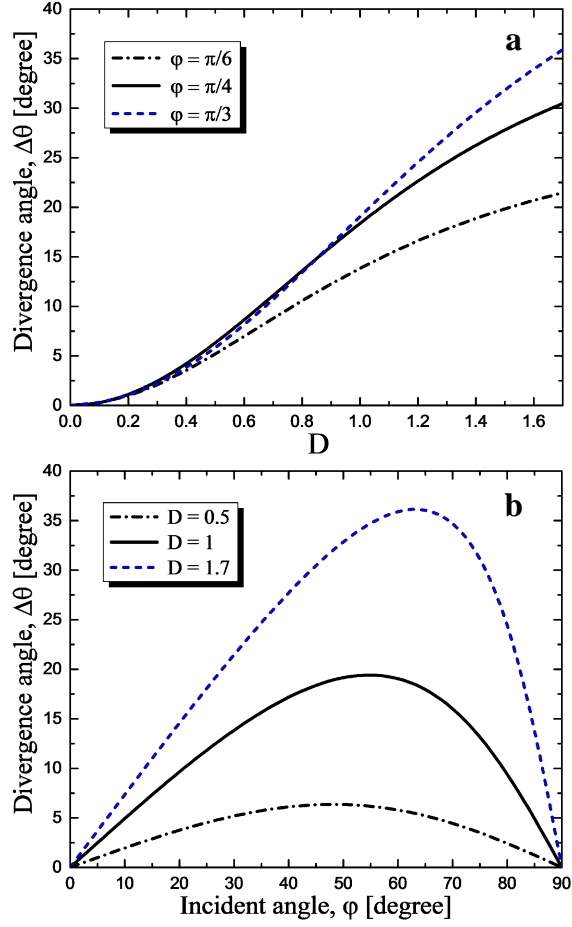 a
φ = π/6
φ = π/4
φ = π/3
Divergence angle, Δθ [degree]
40
35
30
25
20
15
10
5
0
0.0 0.2 0.4 0.6 0.8 1.0 1.2 1.4 1.6
D
b
D = 0.5
D = 1
D = 1.7
Divergence angle, Δθ [degree]
40
35
30
25
20
15
10
5
0
0 10 20 30 40 50 60 70 80 90
Incident angle, φ [degree]